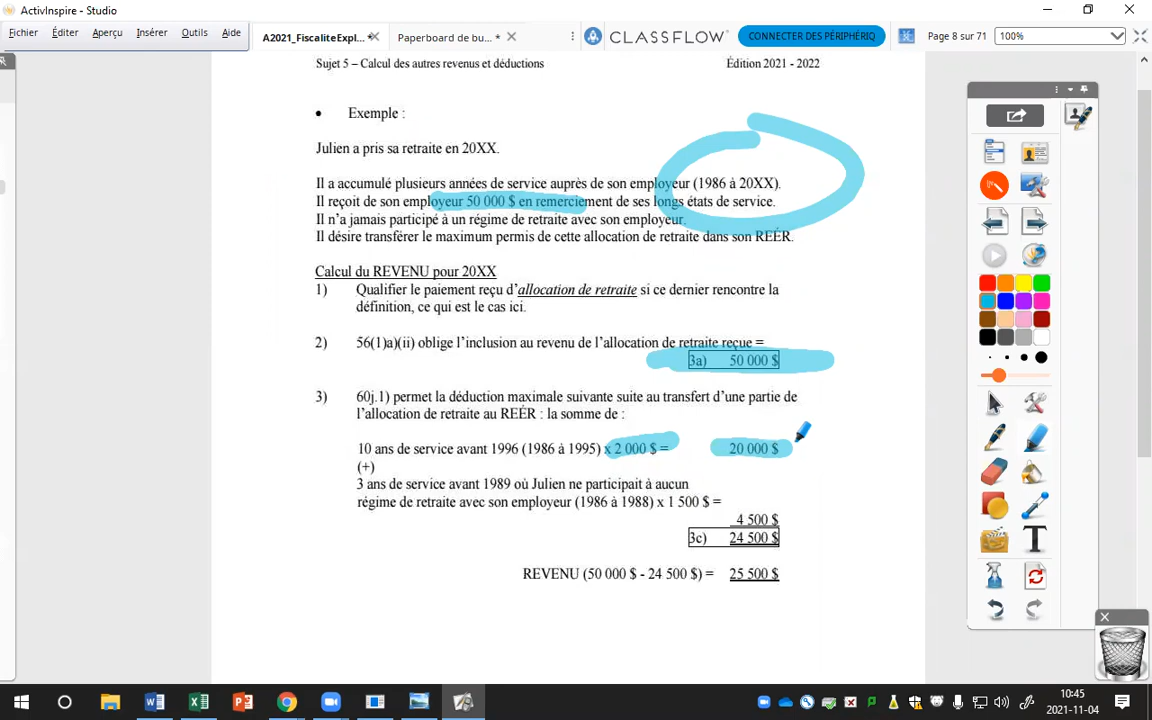 ActivInspire - Studio
Fichier Éditer Aperçu Insérer Outils Aide
A2021_FiscaliteExpl...
Paperboard de bu... *
CLASSFLOW
CONNECTER DES PÉRIPHÉRIQ
Page 8 sur 71
100%
Sujet 5 – Calcul des autres revenus et déductions
Édition 2021 - 2022
• Exemple :
Julien a pris sa retraite en 20XX.
Il a accumulé plusieurs années de service auprès de son employeur (1986 à 20XX).
Il reçoit de son employeur 50 000 $ en remerciement de ses longs états de service.
Il n’a jamais participé à un régime de retraite avec son employeur.
Il désire transférer le maximum permis de cette allocation de retraite dans son REÉR.
Calcul du REVENU pour 20XX
1) Qualifier le paiement reçu d’allocation de retraite si ce dernier rencontre la
définition, ce qui est le cas ici.
2) 56(1)a)(ii) oblige l’inclusion au revenu de l’allocation de retraite reçue =
3a) 50 000 $
3) 60j.1) permet la déduction maximale suivante suite au transfert d’une partie de
l’allocation de retraite au REÉR : la somme de :
10 ans de service avant 1996 (1986 à 1995) x 2 000 $ = 20 000 $
(+)
3 ans de service avant 1989 où Julien ne participait à aucun
régime de retraite avec son employeur (1986 à 1988) x 1 500 $ =
4 500 $
3c) 24 500 $
REVENU (50 000 $ - 24 500 $) = 25 500 $
10:45
2021-11-04